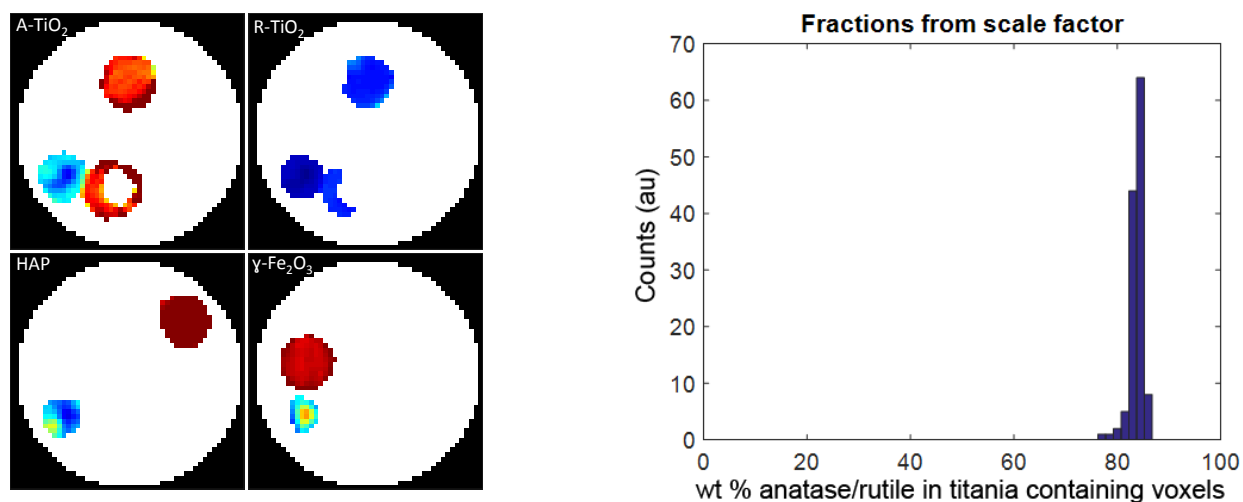 A-TiO₂
R-TiO₂
HAP
ɣ-Fe₂O₃
Fractions from scale factor
Counts (au)
70
60
50
40
30
20
10
0
0 20 40 60 80 100
wt % anatase/rutile in titania containing voxels